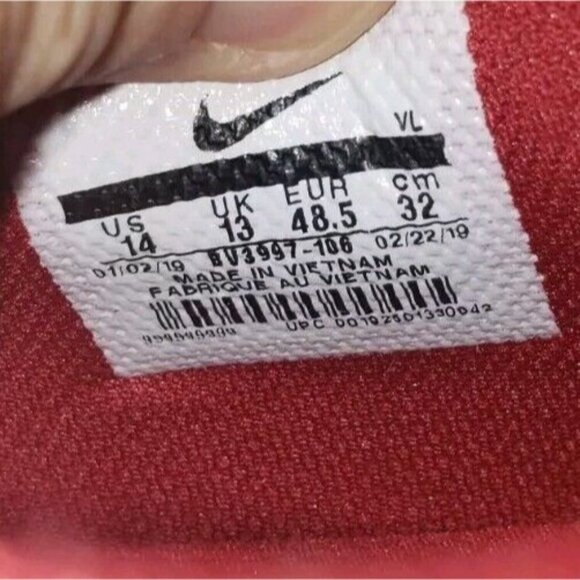 VL
US UK EUR cm
14 13 48.5 32
01/02/19 BV3997-106 02/22/19
MADE IN VIETNAM
FABRIQUE AU VIETNAM
UPC